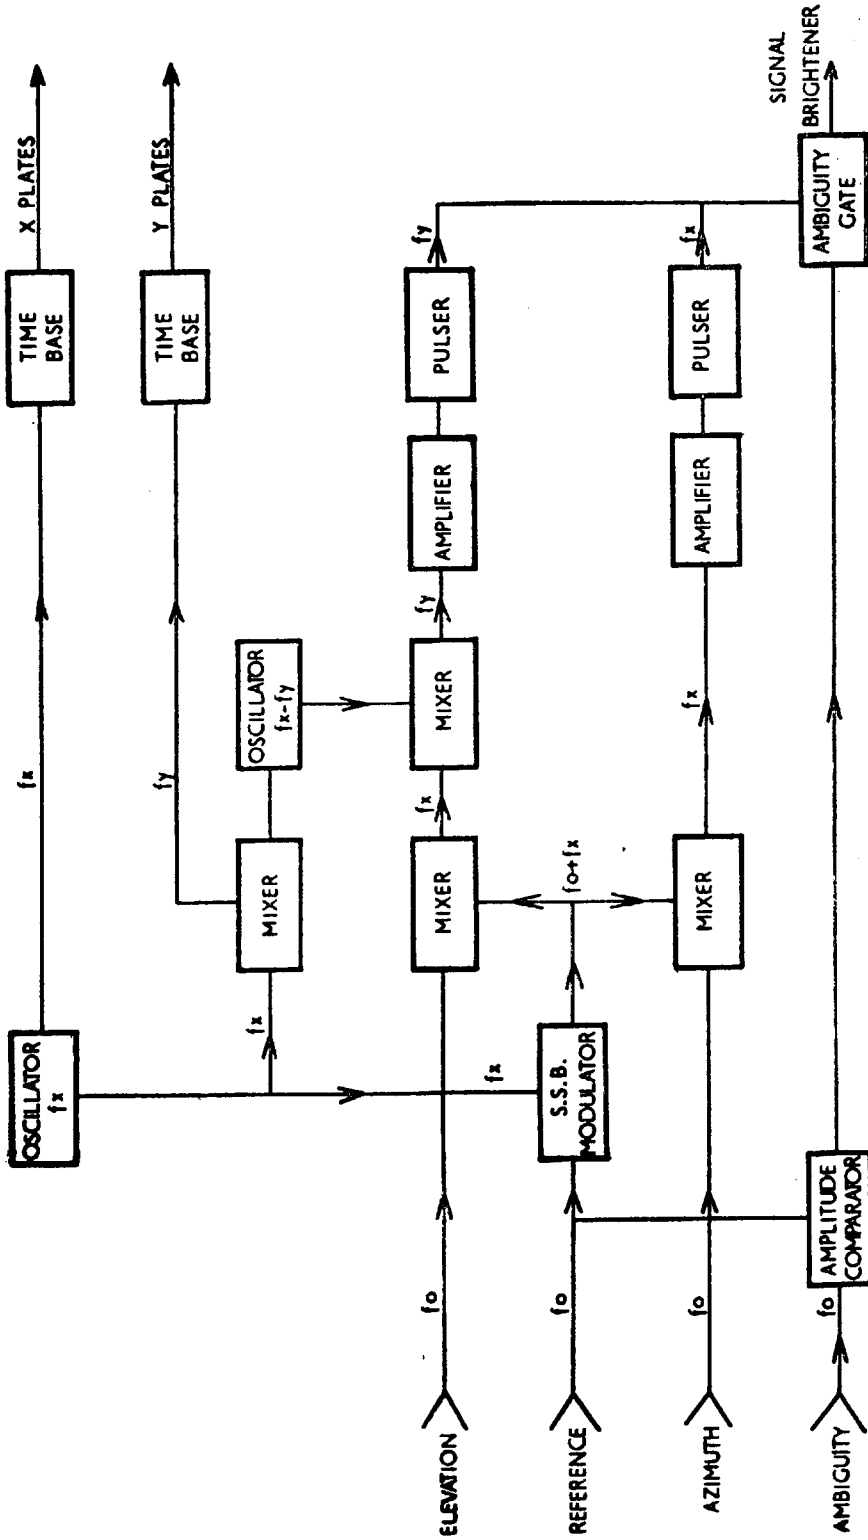 OSCILLATOR
fx
fx
TIME
BASE
X PLATES
fx
MIXER
OSCILLATOR
fx-fy
fy
TIME
BASE
Y PLATES
ELEVATION
fo
MIXER
fx
MIXER
fy
AMPLIFIER
PULSER
fy
REFERENCE
fo
fx
S.S.B.
MODULATOR
fo+fx
AZIMUTH
fo
MIXER
fx
AMPLIFIER
PULSER
fx
AMBIGUITY
fo
AMPLITUDE
COMPARATOR
AMBIGUITY
GATE
SIGNAL
BRIGHTENER